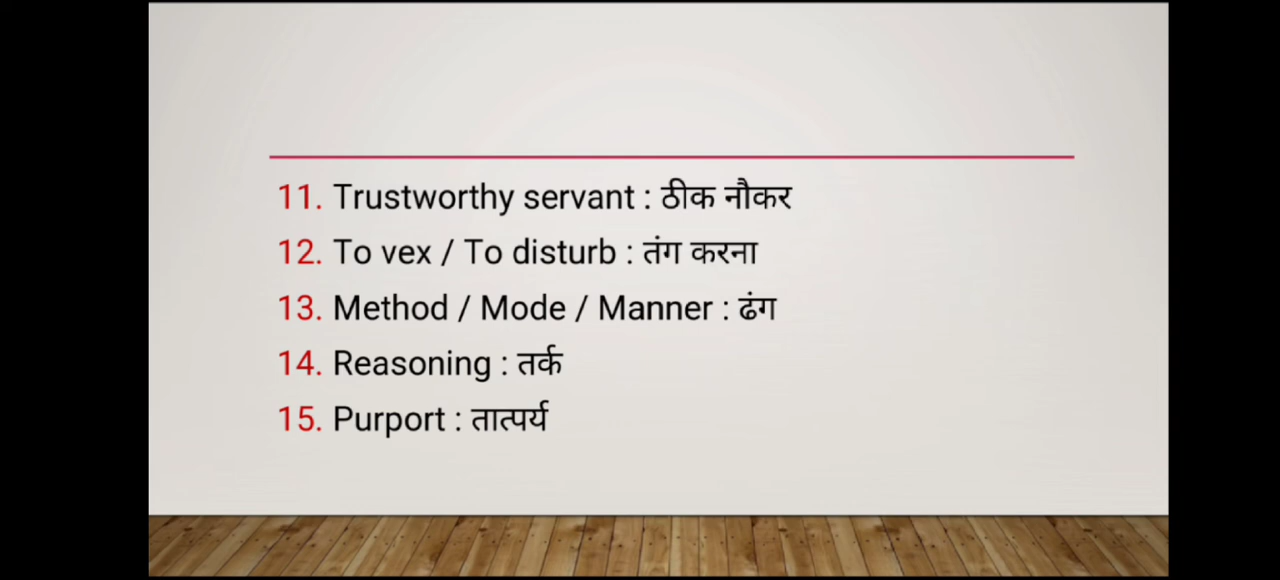 11. Trustworthy servant : ठीक नौकर
12. To vex / To disturb : तंग करना
13. Method / Mode / Manner : ढंग
14. Reasoning : तर्क
15. Purport : तात्पर्य